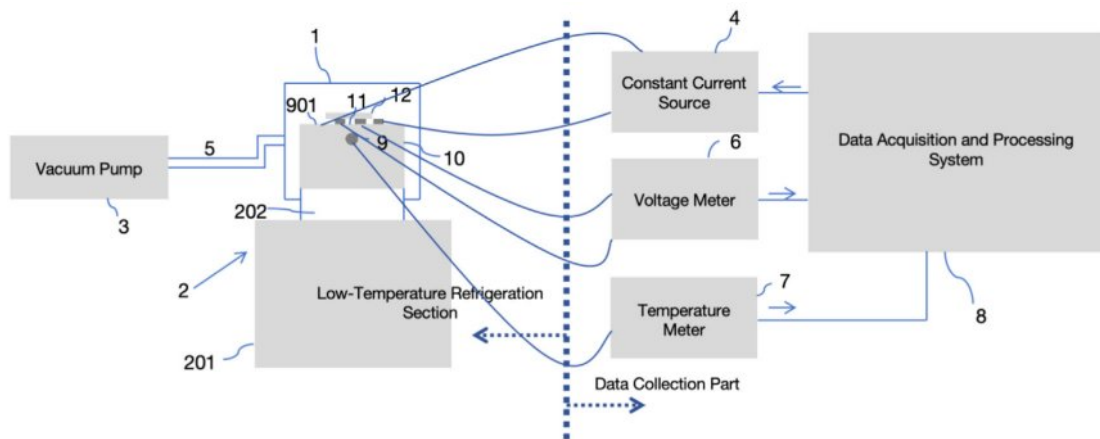 4
1
Constant Current
Source
901
11
12
Data Acquisition and Processing
System
5
9
10
6
Vacuum Pump
Voltage Meter
3
202
2
Low-Temperature Refrigeration
Section
7
Temperature
Meter
8
201
Data Collection Part